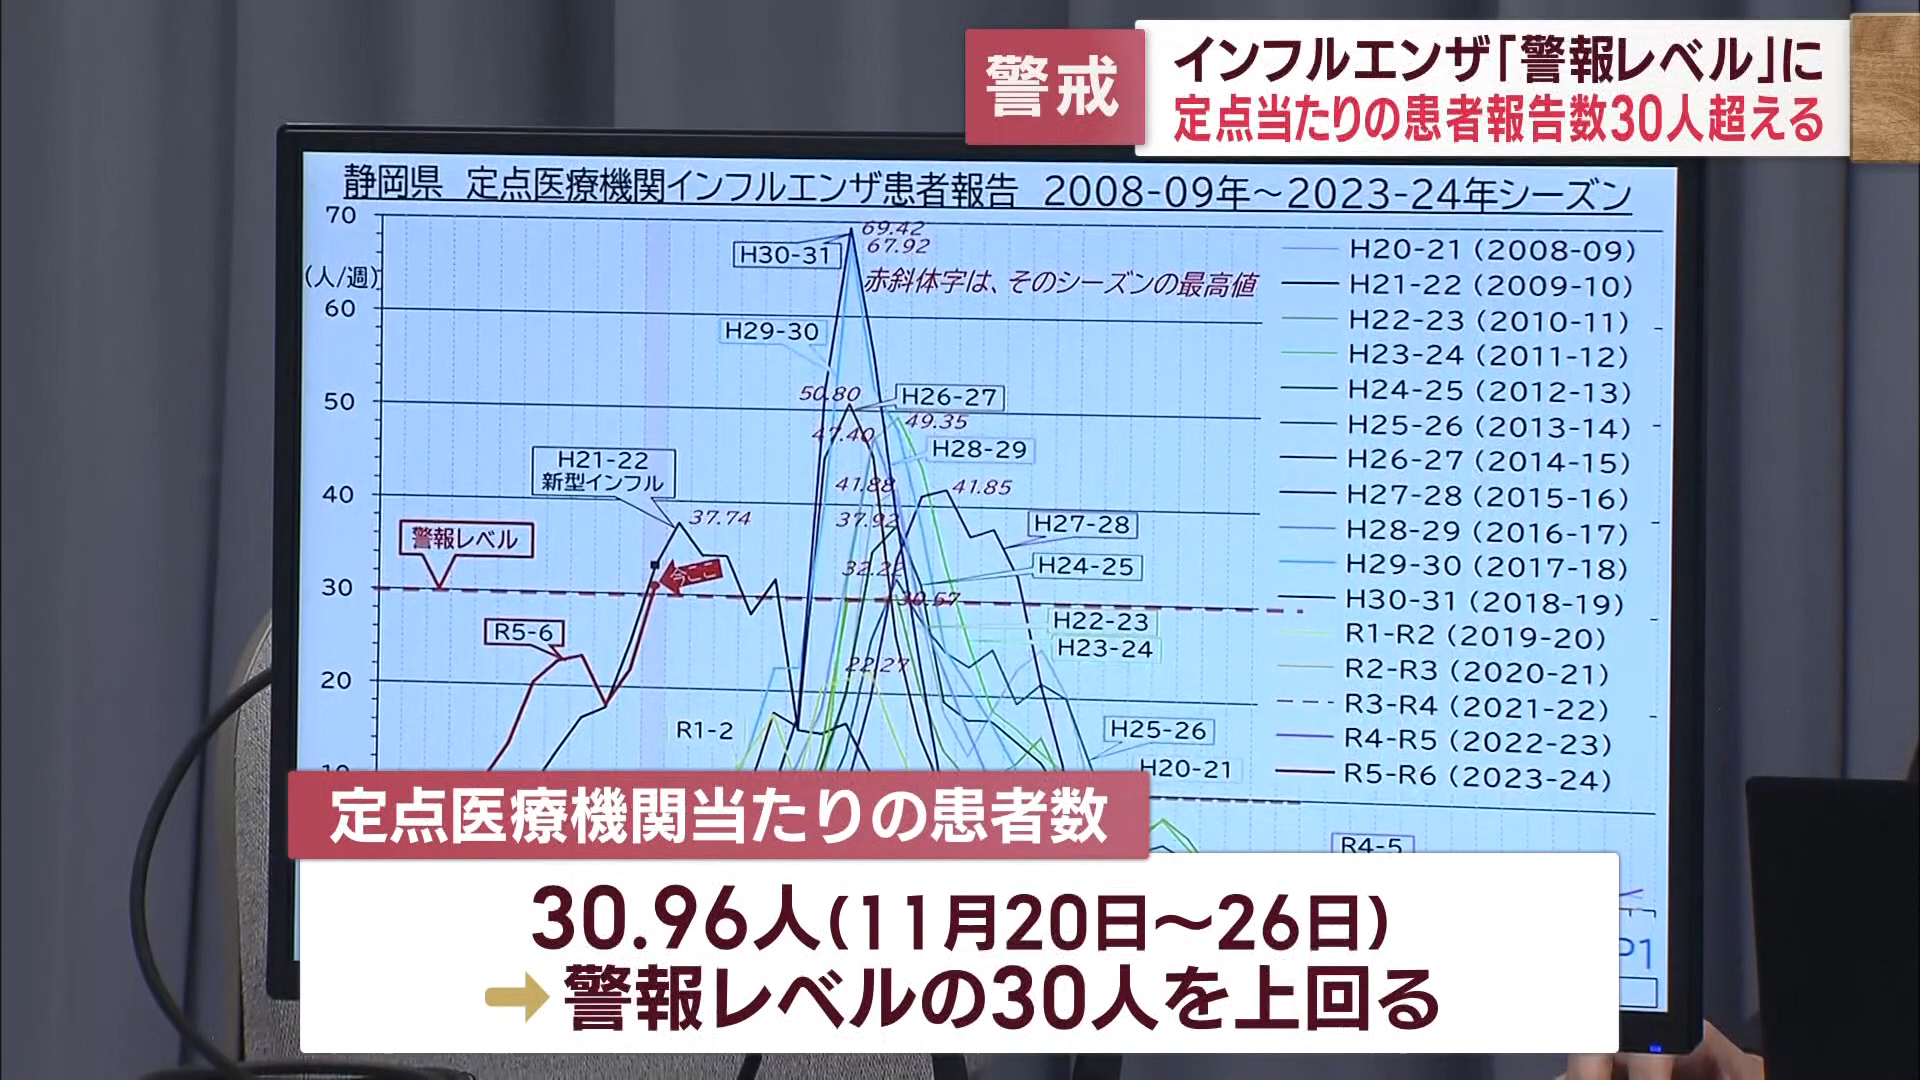 警戒
インフルエンザ「警報レベル」に
定点当たりの患者報告数30人超える
静岡県 定点医療機関インフルエンザ患者報告 2008-09年～2023-24年シーズン
70
(人/週)
60
50
40
30
20
10
69.42
67.92
H30-31
赤斜体字は、そのシーズンの最高値
H29-30
50.80
H26-27
49.35
47.40
H28-29
H21-22
新型インフル
41.88
41.85
37.74
37.92
H27-28
警報レベル
今ここ
32.22
H24-25
30.57
R5-6
H22-23
H23-24
22.27
R1-2
H25-26
H20-21
R4-5
H20-21 (2008-09)
H21-22 (2009-10)
H22-23 (2010-11)
H23-24 (2011-12)
H24-25 (2012-13)
H25-26 (2013-14)
H26-27 (2014-15)
H27-28 (2015-16)
H28-29 (2016-17)
H29-30 (2017-18)
H30-31 (2018-19)
R1-R2 (2019-20)
R2-R3 (2020-21)
R3-R4 (2021-22)
R4-R5 (2022-23)
R5-R6 (2023-24)
P1
定点医療機関当たりの患者数
30.96人(11月20日～26日)
➡警報レベルの30人を上回る